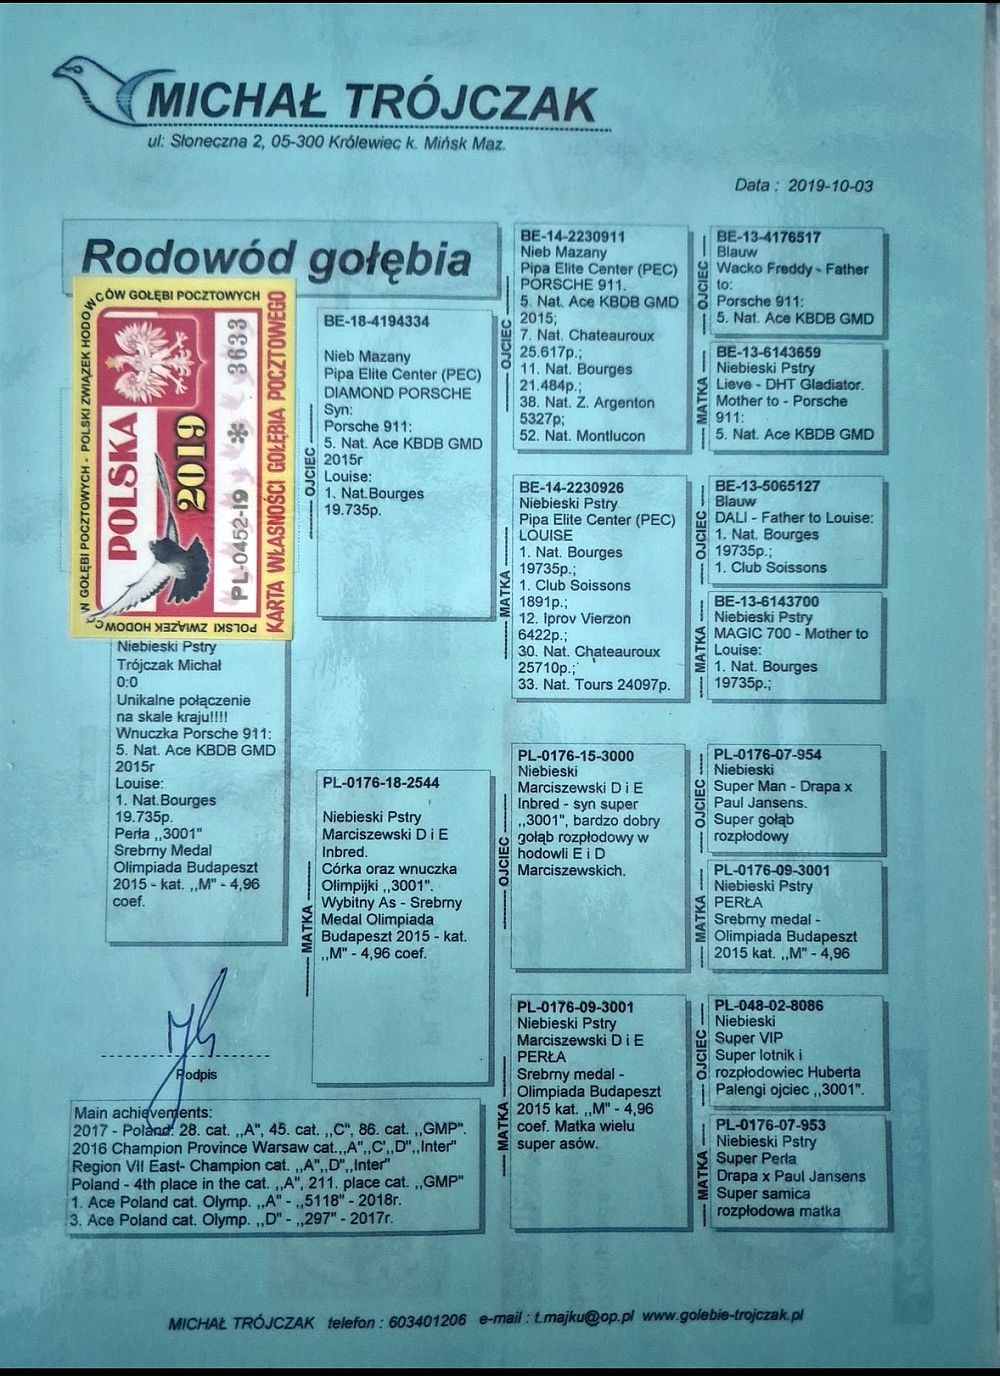 MICHAŁ TRÓJCZAK
ul: Słoneczna 2, 05-300 Królewiec k. Mińsk Maz.
Data : 2019-10-03
Rodowód gołębia
POLSKI ZWIĄZEK HODOWCÓW GOŁĘBI POCZTOWYCH - POLSKI ZWIĄZEK HODOWCÓW GOŁĘBI POCZTOWYCH
POLSKA
2019
PL-0452-19 * 3633
KARTA WŁASNOŚCI GOŁĘBIA POCZTOWEGO
Niebieski Pstry
Trójczak Michał
0:0
Unikalne połączenie
na skale kraju!!!!
Wnuczka Porsche 911:
5. Nat. Ace KBDB GMD
2015r
Louise:
1. Nat.Bourges
19.735p.
Perła ,,3001"
Srebrny Medal
Olimpiada Budapeszt
2015 - kat. ,,M" - 4,96
coef.
OJCIEC
BE-18-4194334
Nieb Mazany
Pipa Elite Center (PEC)
DIAMOND PORSCHE
Syn:
Porsche 911:
5. Nat. Ace KBDB GMD
2015r
Louise:
1. Nat.Bourges
19.735p.
MATKA
PL-0176-18-2544
Niebieski Pstry
Marciszewski D i E
Inbred.
Córka oraz wnuczka
Olimpijki ,,3001".
Wybitny As - Srebrny
Medal Olimpiada
Budapeszt 2015 - kat.
,,M" - 4,96 coef.
OJCIEC
BE-14-2230911
Nieb Mazany
Pipa Elite Center (PEC)
PORSCHE 911.
5. Nat. Ace KBDB GMD
2015;
7. Nat. Chateauroux
25.617p.;
11. Nat. Bourges
21.484p.;
38. Nat. Z. Argenton
5327p;
52. Nat. Montlucon
MATKA
BE-14-2230926
Niebieski Pstry
Pipa Elite Center (PEC)
LOUISE
1. Nat. Bourges
19735p.;
1. Club Soissons
1891p.;
12. Iprov Vierzon
6422p.;
30. Nat. Chateauroux
25710p.;
33. Nat. Tours 24097p.
OJCIEC
PL-0176-15-3000
Niebieski
Marciszewski D i E
Inbred - syn super
,,3001", bardzo dobry
gołąb rozpłodowy w
hodowli E i D
Marciszewskich.
MATKA
PL-0176-09-3001
Niebieski Pstry
Marciszewski D i E
PERŁA
Srebrny medal -
Olimpiada Budapeszt
2015 kat. ,,M" - 4,96
coef. Matka wielu
super asów.
OJCIEC
BE-13-4176517
Blauw
Wacko Freddy - Father
to:
Porsche 911:
5. Nat. Ace KBDB GMD
MATKA
BE-13-6143659
Niebieski Pstry
Lieve - DHT Gladiator.
Mother to - Porsche
911:
5. Nat. Ace KBDB GMD
OJCIEC
BE-13-5065127
Blauw
DALI - Father to Louise:
1. Nat. Bourges
19735p.;
1. Club Soissons
MATKA
BE-13-6143700
Niebieski Pstry
MAGIC 700 - Mother to
Louise:
1. Nat. Bourges
19735p.;
OJCIEC
PL-0176-07-954
Niebieski
Super Man - Drapa x
Paul Jansens.
Super gołąb
rozpłodowy
MATKA
PL-0176-09-3001
Niebieski Pstry
PERŁA
Srebrny medal -
Olimpiada Budapeszt
2015 kat. ,,M" - 4,96
OJCIEC
PL-048-02-8086
Niebieski
Super VIP
Super lotnik i
rozpłodowiec Huberta
Palengi ojciec ,,3001".
MATKA
PL-0176-07-953
Niebieski Pstry
Super Perła
Drapa x Paul Jansens
Super samica
rozpłodowa matka
Podpis
Main achievements:
2017 - Poland: 28. cat. ,,A", 45. cat. ,,C", 86. cat. ,,GMP".
2016 Champion Province Warsaw cat.,,A",,C',,D",,Inter"
Region VII East- Champion cat. ,,A",,D",,Inter"
Poland - 4th place in the cat. ,,A", 211. place cat. ,,GMP"
1. Ace Poland cat. Olymp. ,,A" - ,,5118" - 2018r.
3. Ace Poland cat. Olymp. ,,D" - ,,297" - 2017r.
MICHAŁ TRÓJCZAK telefon : 603401206 e-mail : t.majku@op.pl www.golebie-trojczak.pl